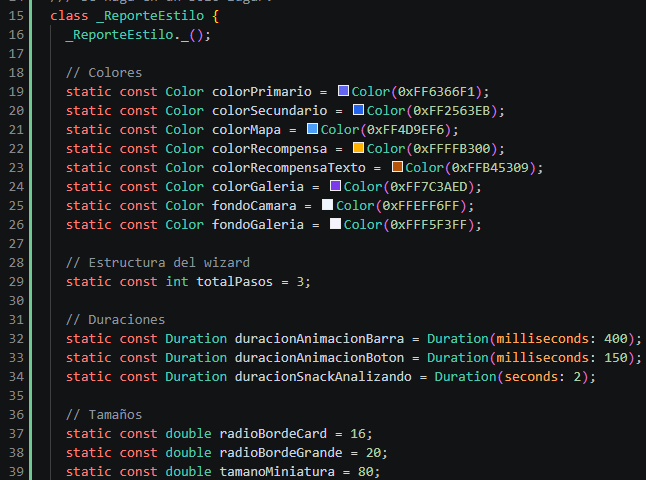 15 class _ReporteEstilo {
16 _ReporteEstilo._();
17
18 // Colores
19 static const Color colorPrimario = Color(0xFF6366F1);
20 static const Color colorSecundario = Color(0xFF2563EB);
21 static const Color colorMapa = Color(0xFF4D9EF6);
22 static const Color colorRecompensa = Color(0xFFFFB300);
23 static const Color colorRecompensaTexto = Color(0xFFB45309);
24 static const Color colorGaleria = Color(0xFF7C3AED);
25 static const Color fondoCamara = Color(0xFFEFF6FF);
26 static const Color fondoGaleria = Color(0xFFF5F3FF);
27
28 // Estructura del wizard
29 static const int totalPasos = 3;
30
31 // Duraciones
32 static const Duration duracionAnimacionBarra = Duration(milliseconds: 400);
33 static const Duration duracionAnimacionBoton = Duration(milliseconds: 150);
34 static const Duration duracionSnackAnalizando = Duration(seconds: 2);
35
36 // Tamaños
37 static const double radioBordeCard = 16;
38 static const double radioBordeGrande = 20;
39 static const double tamanoMiniatura = 80;